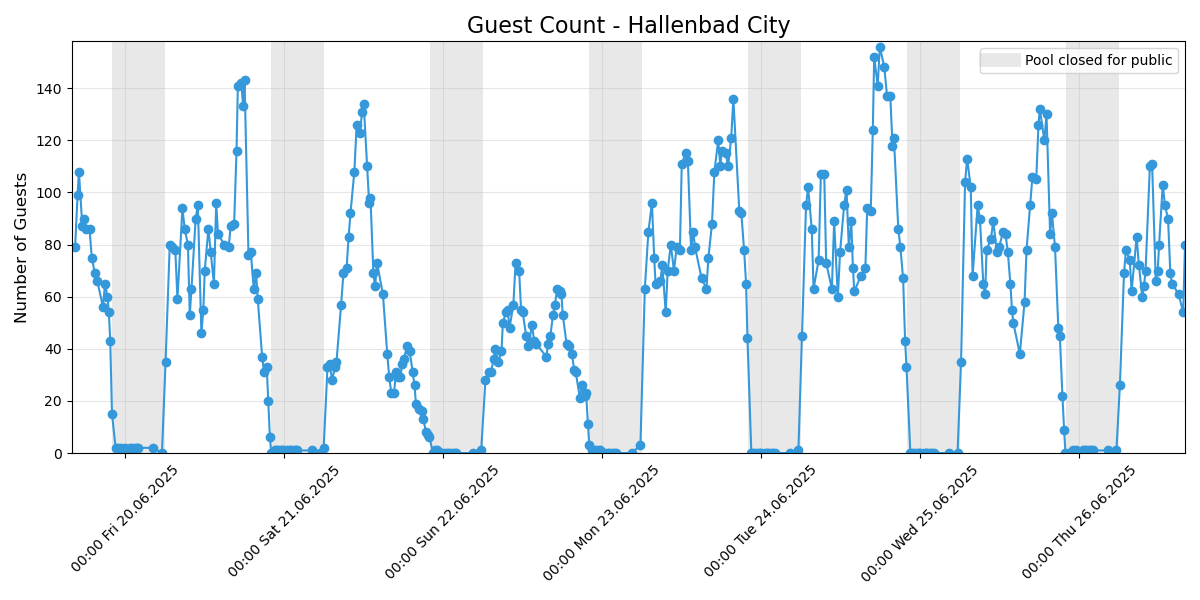 Guest Count - Hallenbad City
Pool closed for public
Number of Guests
140
120
100
80
60
40
20
0
00:00 Fri 20.06.2025
00:00 Sat 21.06.2025
00:00 Sun 22.06.2025
00:00 Mon 23.06.2025
00:00 Tue 24.06.2025
00:00 Wed 25.06.2025
00:00 Thu 26.06.2025